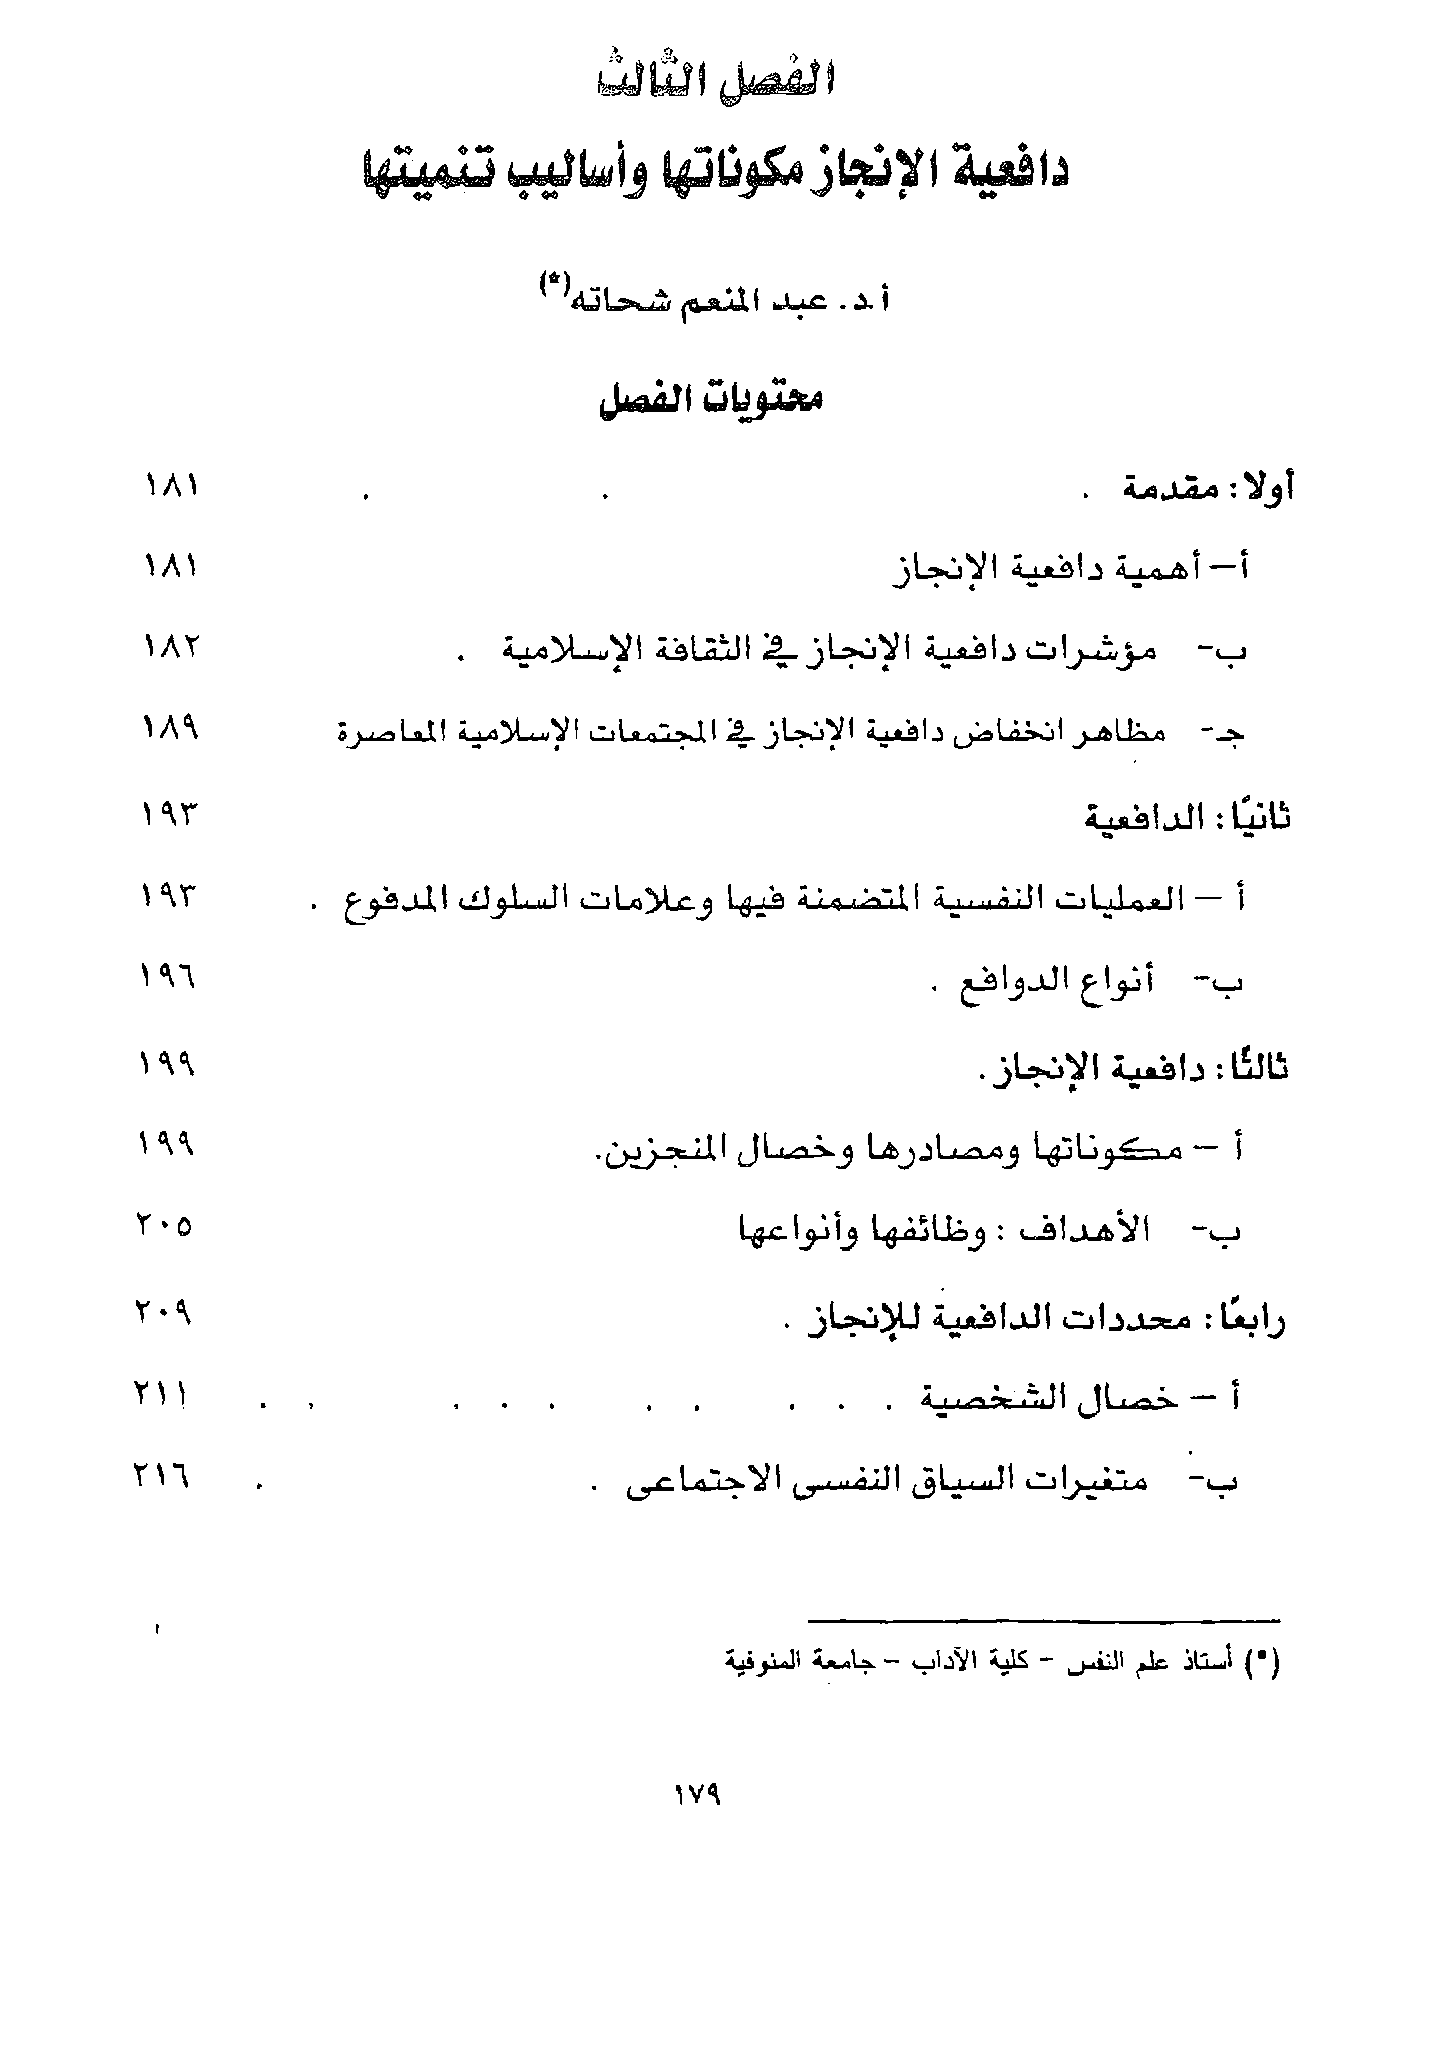 الفصل الثالث
دافعية الإنجاز مكوناتها وأساليب تنميتها
أ.د. عبد المنعم شحاته(*)
محتويات الفصل
أولا: مقدمة . . . ١٨١
أ– أهمية دافعية الإنجاز ١٨١
ب- مؤشرات دافعية الإنجاز في الثقافة الإسلامية . ١٨٢
جـ- مظاهر انخفاض دافعية الإنجاز في المجتمعات الإسلامية المعاصرة ١٨٩
ثانيًا: الدافعية ١٩٣
أ – العمليات النفسية المتضمنة فيها وعلامات السلوك المدفوع . . ١٩٣
ب- أنواع الدوافع . ١٩٦
ثالثًا: دافعية الإنجاز. ١٩٩
أ – مكوناتها ومصادرها وخصال المنجزين. ١٩٩
ب- الأهداف : وظائفها وأنواعها ٢٠٥
رابعًا: محددات الدافعية للإنجاز . ٢٠٩
أ – خصال الشخصية . . . . . . . . . . ٢١١
ب- متغيرات السياق النفسى الاجتماعى . . ٢١٦
(*) أستاذ علم النفس - كلية الآداب - جامعة المنوفية
١٧٩